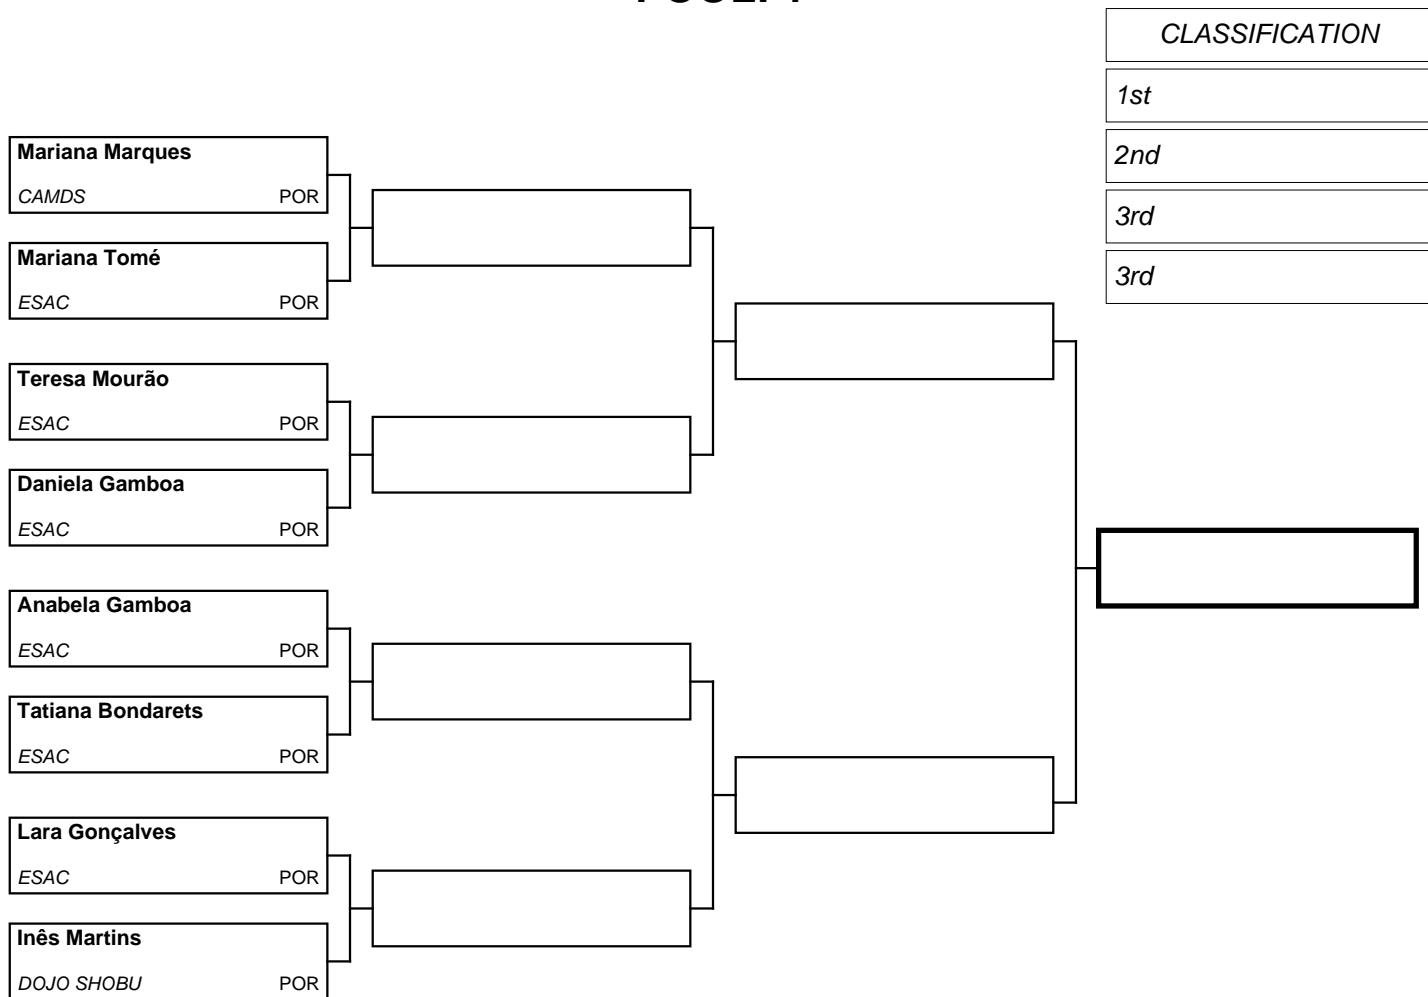 CLASSIFICATION
1st
2nd
3rd
3rd
Mariana Marques
CAMDS POR
Mariana Tomé
ESAC POR
Teresa Mourão
ESAC POR
Daniela Gamboa
ESAC POR
Anabela Gamboa
ESAC POR
Tatiana Bondarets
ESAC POR
Lara Gonçalves
ESAC POR
Inês Martins
DOJO SHOBU POR